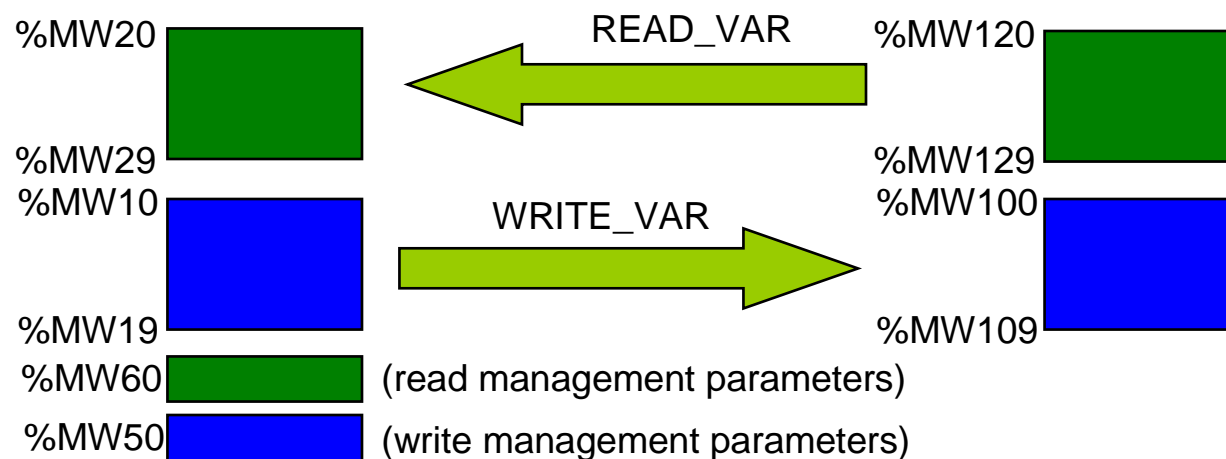 %MW20
READ_VAR
%MW120
%MW29
%MW129
%MW10
%MW100
WRITE_VAR
%MW19
%MW109
%MW60 (read management parameters)
%MW50 (write management parameters)